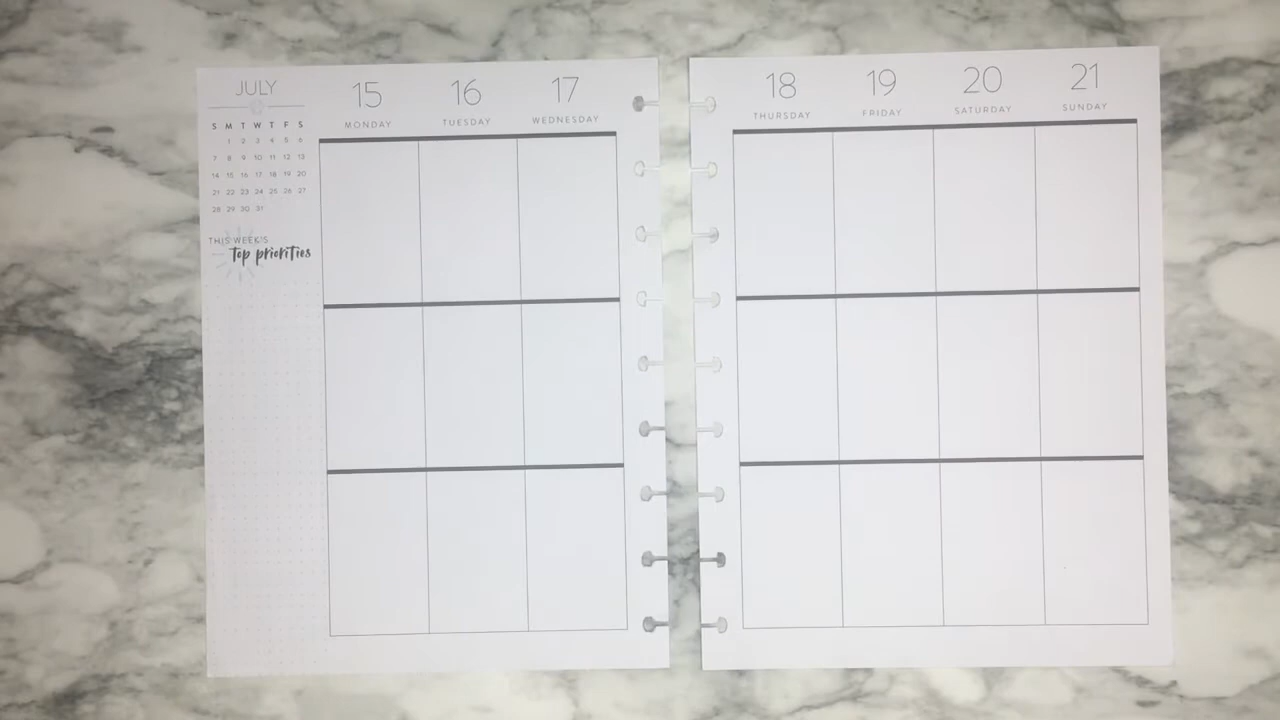 JULY
S M T W T F S
1 2 3 4 5 6
7 8 9 10 11 12 13
14 15 16 17 18 19 20
21 22 23 24 25 26 27
28 29 30 31
THIS WEEK'S
top priorities
15 16 17
MONDAY TUESDAY WEDNESDAY
18 19 20 21
THURSDAY FRIDAY SATURDAY SUNDAY